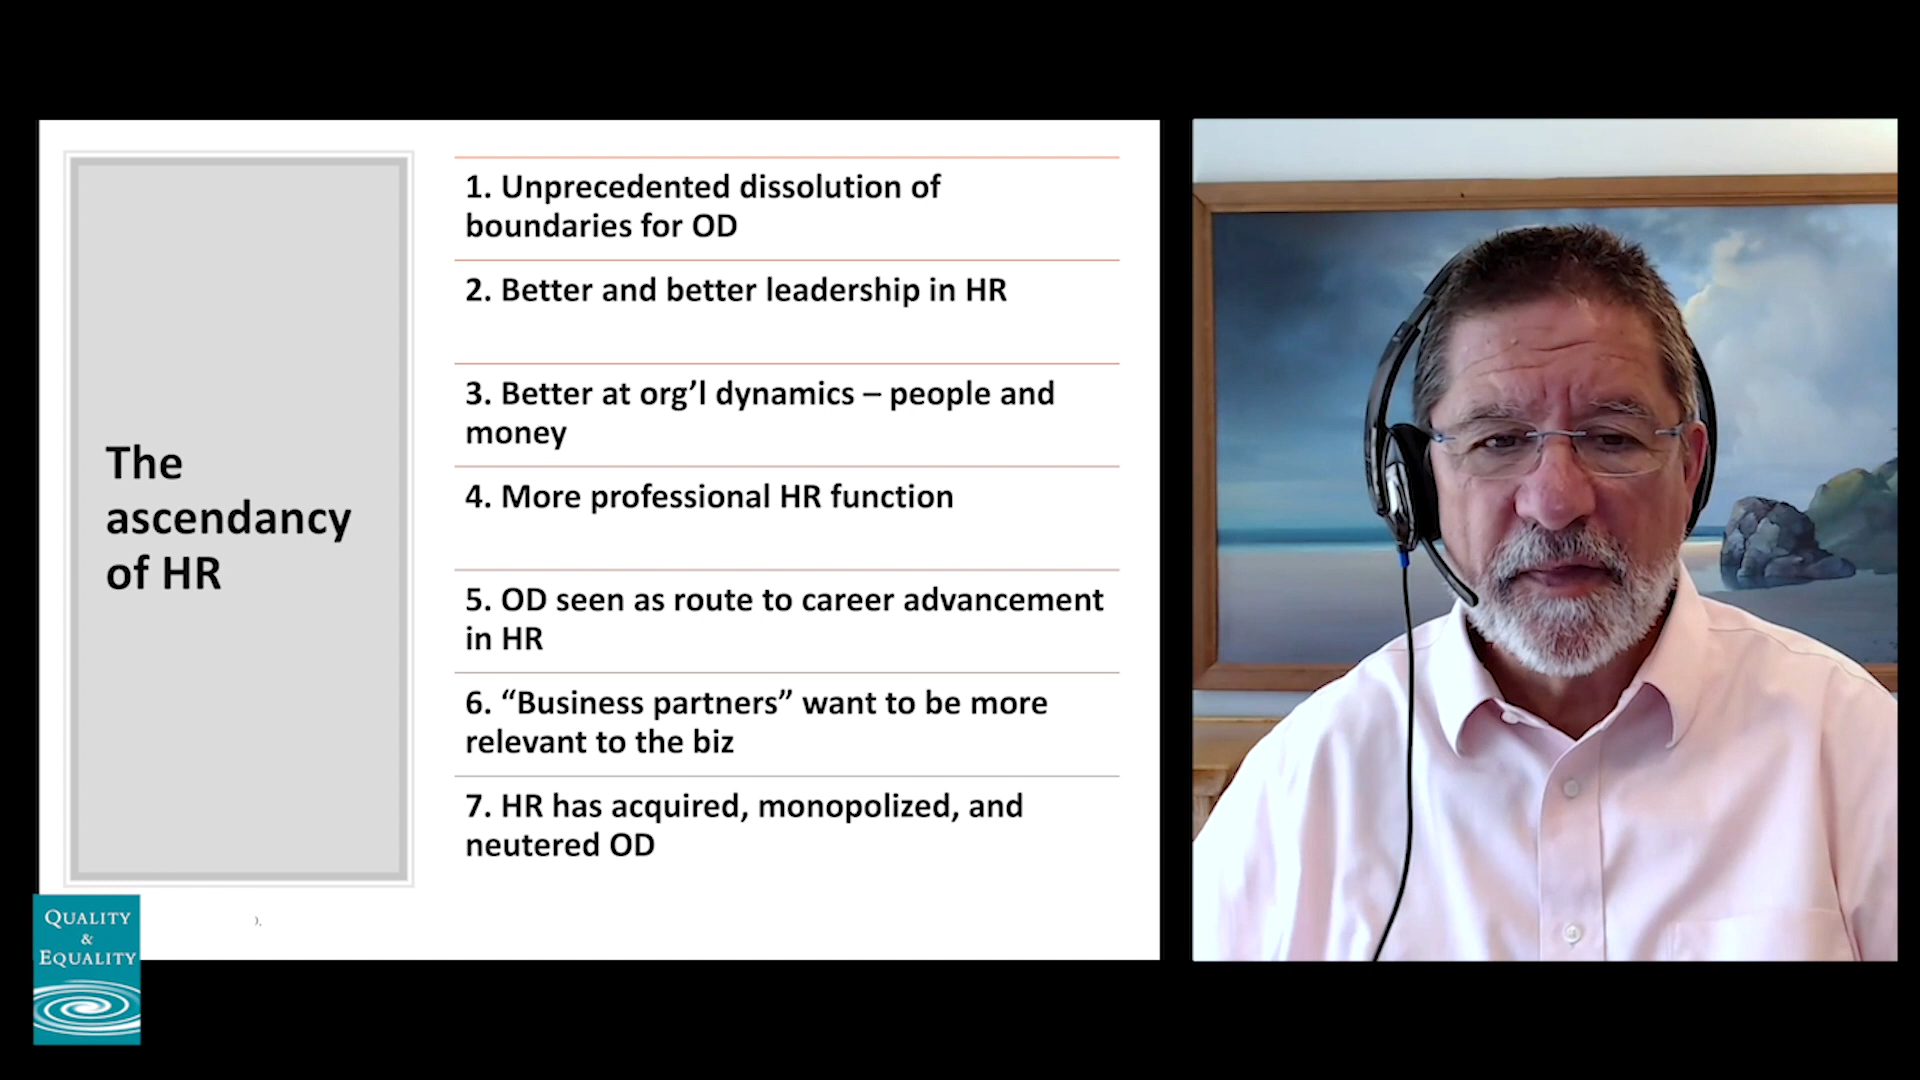 The
ascendancy
of HR
1. Unprecedented dissolution of
boundaries for OD
2. Better and better leadership in HR
3. Better at org’l dynamics – people and
money
4. More professional HR function
5. OD seen as route to career advancement
in HR
6. “Business partners” want to be more
relevant to the biz
7. HR has acquired, monopolized, and
neutered OD
QUALITY
&
EQUALITY